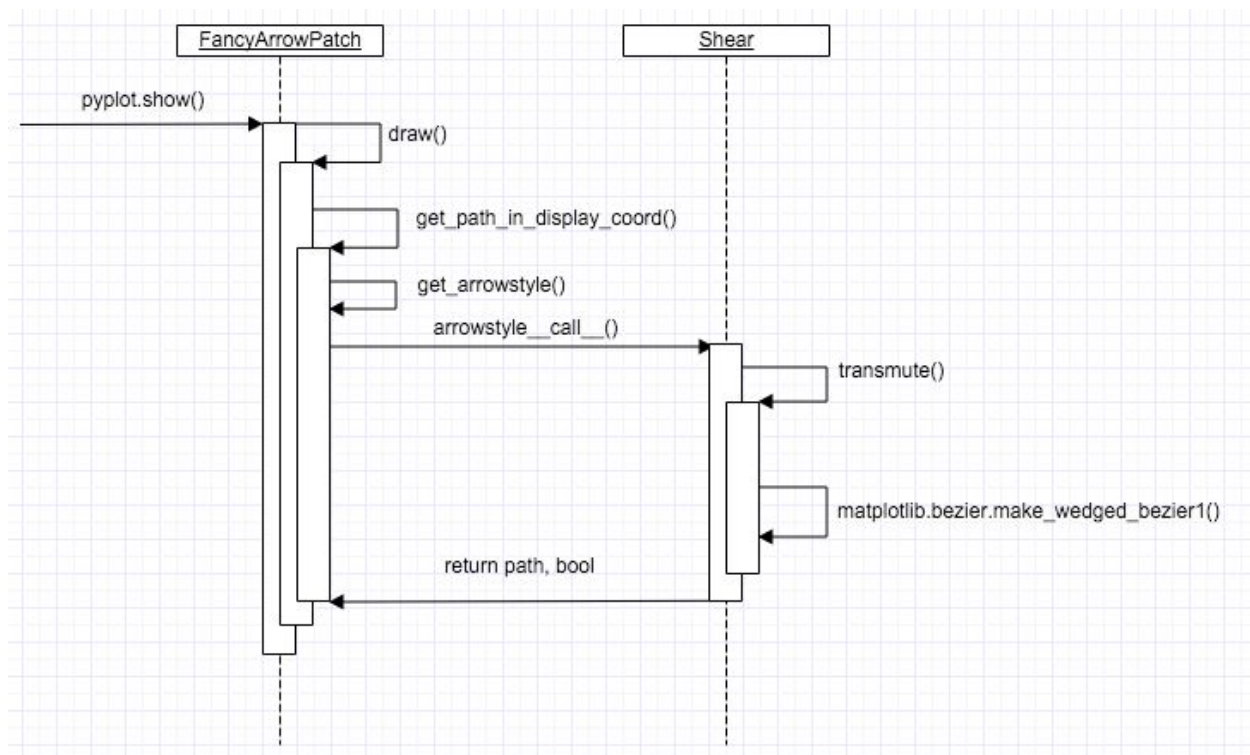 FancyArrowPatch
Shear
pyplot.show()
draw()
get_path_in_display_coord()
get_arrowstyle()
arrowstyle__call__()
transmute()
matplotlib.bezier.make_wedged_bezier1()
return path, bool